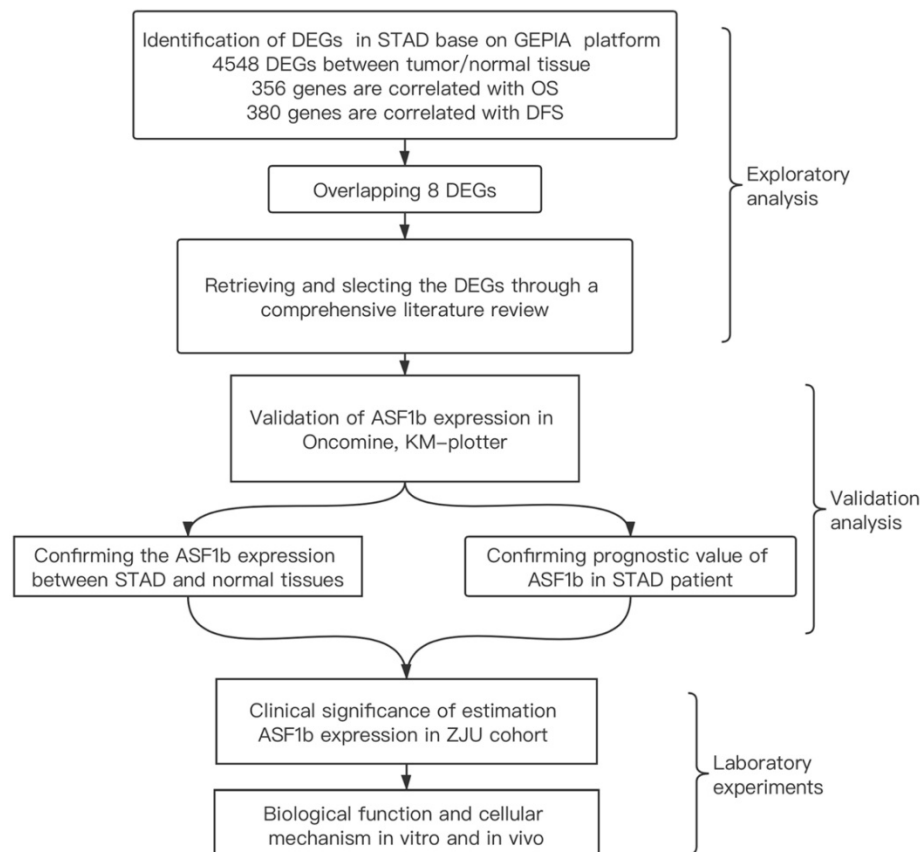 Identification of DEGs in STAD base on GEPIA platform
4548 DEGs between tumor/normal tissue
356 genes are correlated with OS
380 genes are correlated with DFS
Overlapping 8 DEGs
Retrieving and slecting the DEGs through a
comprehensive literature review
Exploratory
analysis
Validation of ASF1b expression in
Oncomine, KM-plotter
Confirming the ASF1b expression
between STAD and normal tissues
Confirming prognostic value of
ASF1b in STAD patient
Validation
analysis
Clinical significance of estimation
ASF1b expression in ZJU cohort
Biological function and cellular
mechanism in vitro and in vivo
Laboratory
experiments